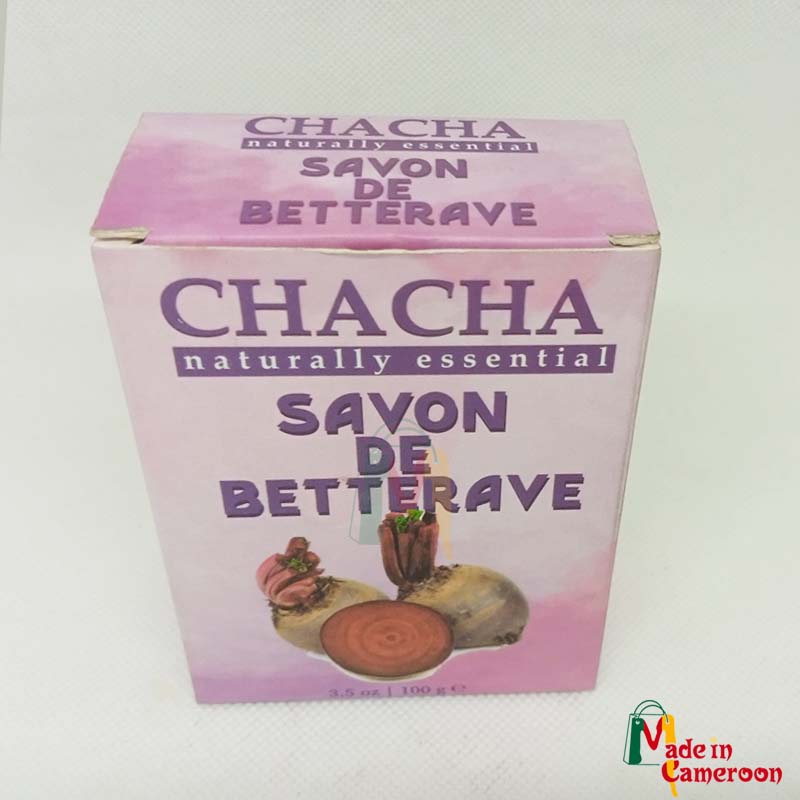 CHACHA
naturally essential
SAVON
DE
BETTERAVE
CHACHA
naturally essential
SAVON
DE
BETTERAVE
3.5 oz | 100 g ℮
Made in
Cameroon